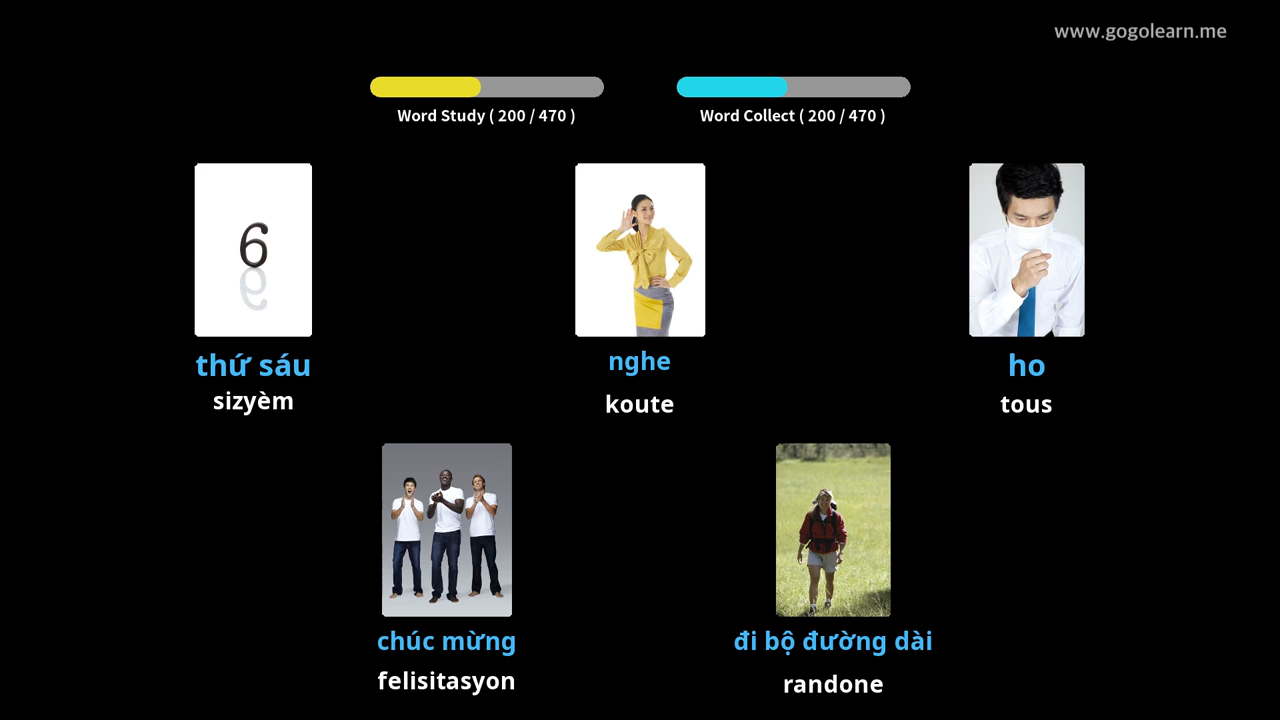 www.gogolearn.me
Word Study ( 200 / 470 )
Word Collect ( 200 / 470 )
6
thứ sáu
sizyèm
nghe
koute
ho
tous
chúc mừng
felisitasyon
đi bộ đường dài
randone